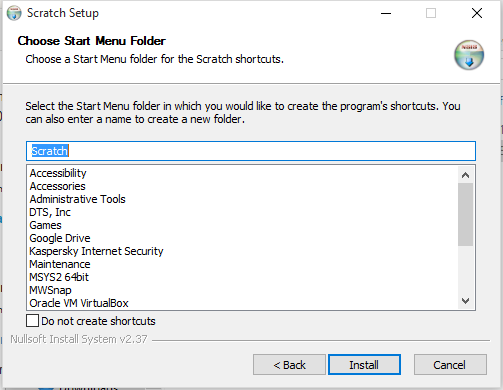 Scratch Setup
Choose Start Menu Folder
Choose a Start Menu folder for the Scratch shortcuts.
Select the Start Menu folder in which you would like to create the program's shortcuts. You
can also enter a name to create a new folder.
Scratch
Accessibility
Accessories
Administrative Tools
DTS, Inc
Games
Google Drive
Kaspersky Internet Security
Maintenance
MSYS2 64bit
MWSnap
Oracle VM VirtualBox
Do not create shortcuts
Nullsoft Install System v2.37
< Back
Install
Cancel